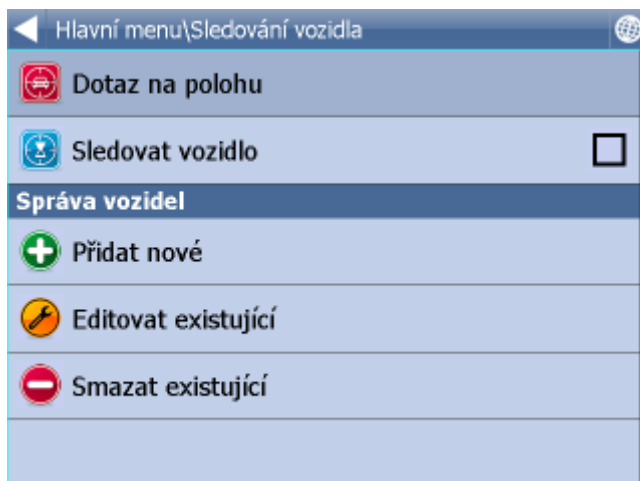 Hlavní menu\Sledování vozidla
Dotaz na polohu
Sledovat vozidlo
Správa vozidel
Přidat nové
Editovat existující
Smazat existující